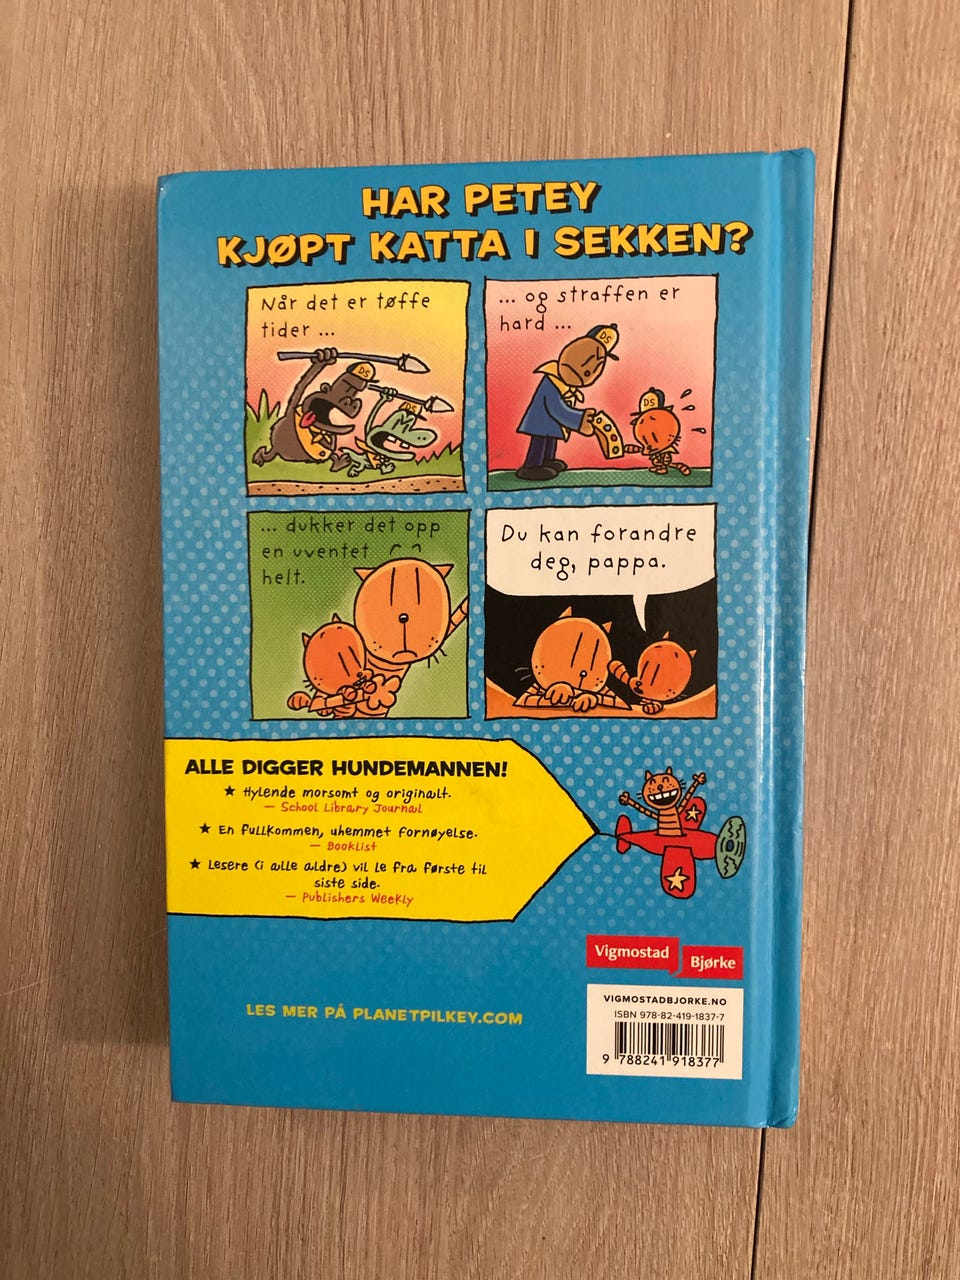 HAR PETEY
KJØPT KATTA I SEKKEN?
Når det er tøffe
tider ...
DS
DS
... og straffen er
hard ...
DS
DS
... dukker det opp
en uventet
helt.
Du kan forandre
deg, pappa.
ALLE DIGGER HUNDEMANNEN!
★ Hylende morsomt og originalt.
— School Library Journal
★ En fullkommen, uhemmet fornøyelse.
— Booklist
★ Lesere (i alle aldre) vil le fra første til
siste side.
— Publishers Weekly
Vigmostad
Bjørke
VIGMOSTADBJORKE.NO
ISBN 978-82-419-1837-7
9 788241 918377
LES MER PÅ PLANETPILKEY.COM